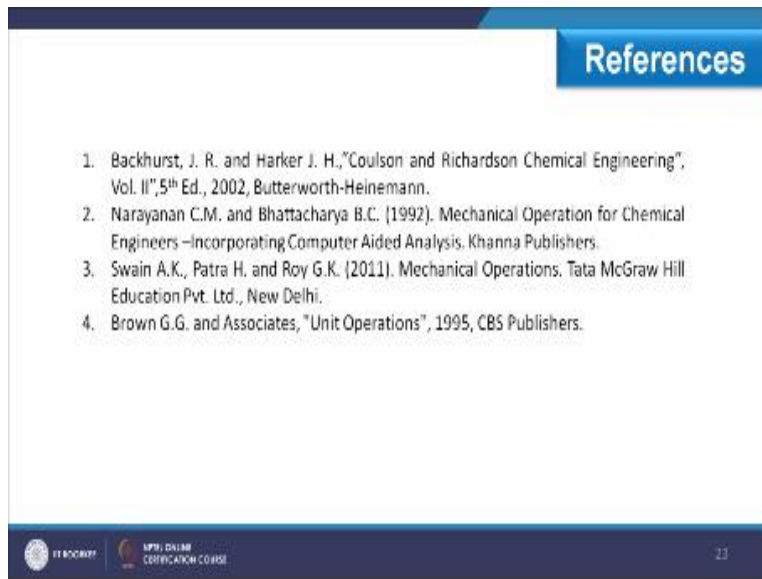 References
1. Backhurst, J. R. and Harker J. H.,"Coulson and Richardson Chemical Engineering",
Vol. II",5th Ed., 2002, Butterworth-Heinemann.
2. Narayanan C.M. and Bhattacharya B.C. (1992). Mechanical Operation for Chemical
Engineers –Incorporating Computer Aided Analysis. Khanna Publishers.
3. Swain A.K., Patra H. and Roy G.K. (2011). Mechanical Operations. Tata McGraw Hill
Education Pvt. Ltd., New Delhi.
4. Brown G.G. and Associates, "Unit Operations", 1995, CBS Publishers.
IIT ROORKEE
NPTEL ONLINE
CERTIFICATION COURSE
23